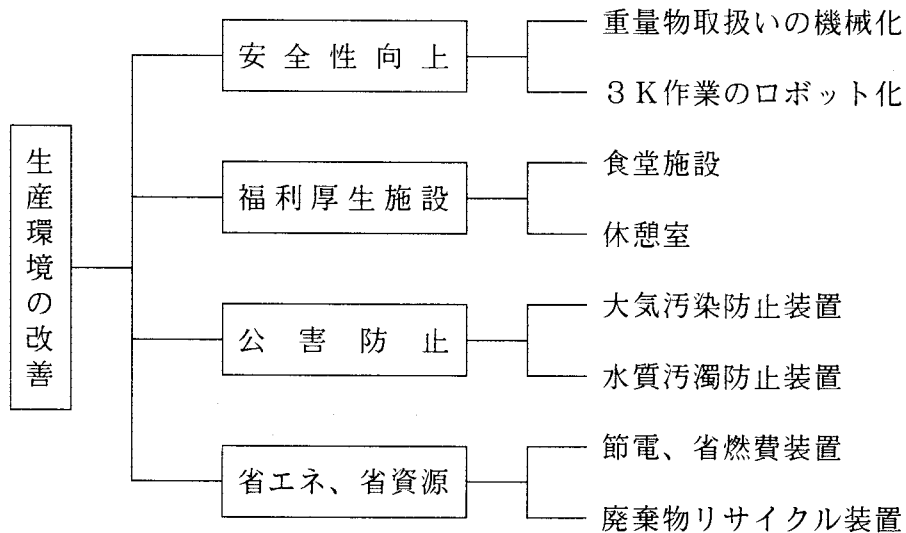 生産環境の改善
安全性向上
重量物取扱いの機械化
３Ｋ作業のロボット化
福利厚生施設
食堂施設
休憩室
公害防止
大気汚染防止装置
水質汚濁防止装置
省エネ、省資源
節電、省燃費装置
廃棄物リサイクル装置